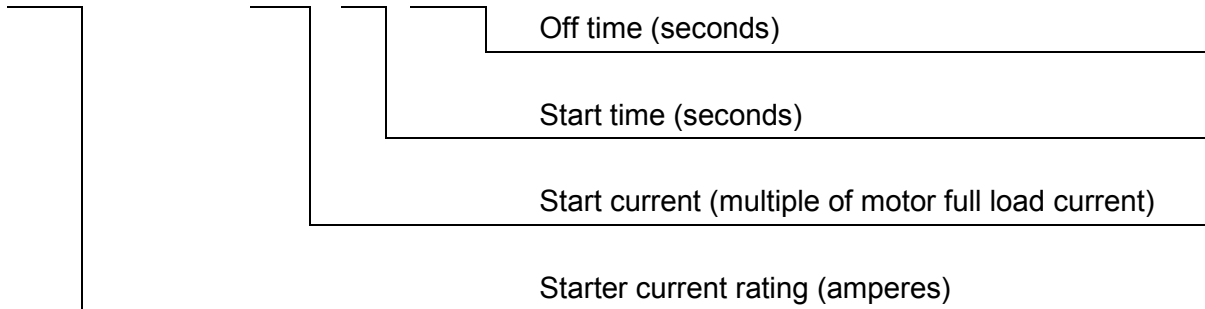 Off time (seconds)
Start time (seconds)
Start current (multiple of motor full load current)
Starter current rating (amperes)